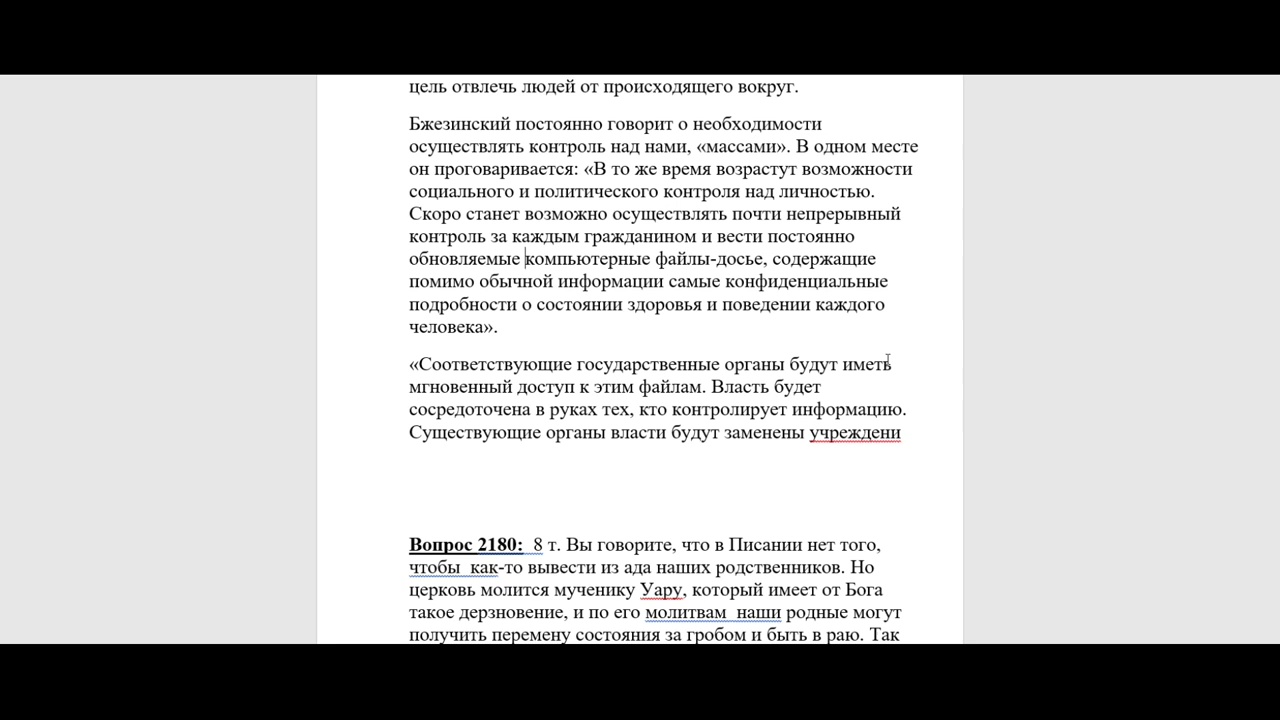 цель отвлечь людей от происходящего вокруг.
Бжезинский постоянно говорит о необходимости
осуществлять контроль над нами, «массами». В одном месте
он проговаривается: «В то же время возрастут возможности
социального и политического контроля над личностью.
Скоро станет возможно осуществлять почти непрерывный
контроль за каждым гражданином и вести постоянно
обновляемые компьютерные файлы-досье, содержащие
помимо обычной информации самые конфиденциальные
подробности о состоянии здоровья и поведении каждого
человека».
«Соответствующие государственные органы будут иметь
мгновенный доступ к этим файлам. Власть будет
сосредоточена в руках тех, кто контролирует информацию.
Существующие органы власти будут заменены учреждени
Вопрос 2180:  8 т. Вы говорите, что в Писании нет того,
чтобы  как-то вывести из ада наших родственников. Но
церковь молится мученику Уару, который имеет от Бога
такое дерзновение, и по его молитвам  наши родные могут
получить перемену состояния за гробом и быть в раю. Так